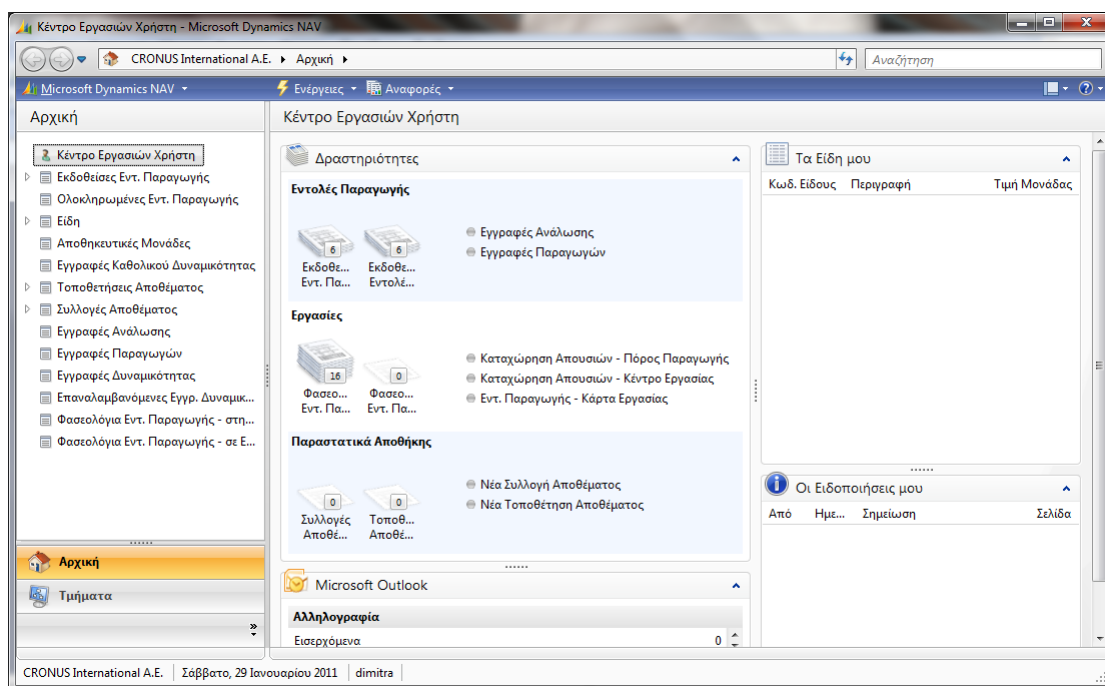 Κέντρο Εργασιών Χρήστη - Microsoft Dynamics NAV
CRONUS International A.E. Αρχική
Αναζήτηση
Microsoft Dynamics NAV
Ενέργειες Αναφορές
Αρχική
Κέντρο Εργασιών Χρήστη
Εκδοθείσες Εντ. Παραγωγής
Ολοκληρωμένες Εντ. Παραγωγής
Είδη
Αποθηκευτικές Μονάδες
Εγγραφές Καθολικού Δυναμικότητας
Τοποθετήσεις Αποθέματος
Συλλογές Αποθέματος
Εγγραφές Ανάλωσης
Εγγραφές Παραγωγών
Εγγραφές Δυναμικότητας
Επαναλαμβανόμενες Εγγρ. Δυναμικ...
Φασεολόγια Εντ. Παραγωγής - στη...
Φασεολόγια Εντ. Παραγωγής - σε Ε...
Αρχική
Τμήματα
Κέντρο Εργασιών Χρήστη
Δραστηριότητες
Εντολές Παραγωγής
6 6
Εκδοθε... Εκδοθε...
Εντ. Πα... Εντολέ...
Εγγραφές Ανάλωσης
Εγγραφές Παραγωγών
Εργασίες
16 0
Φασεο... Φασεο...
Εντ. Πα... Εντ. Πα...
Καταχώρηση Απουσιών - Πόρος Παραγωγής
Καταχώρηση Απουσιών - Κέντρο Εργασίας
Εντ. Παραγωγής - Κάρτα Εργασίας
Παραστατικά Αποθήκης
0 0
Συλλογές Τοποθ...
Αποθέ... Αποθέ...
Νέα Συλλογή Αποθέματος
Νέα Τοποθέτηση Αποθέματος
Microsoft Outlook
Αλληλογραφία
Εισερχόμενα 0
Τα Είδη μου
Κωδ. Είδους Περιγραφή Τιμή Μονάδας
Οι Ειδοποιήσεις μου
Από Ημε... Σημείωση Σελίδα
CRONUS International A.E. Σάββατο, 29 Ιανουαρίου 2011 dimitra